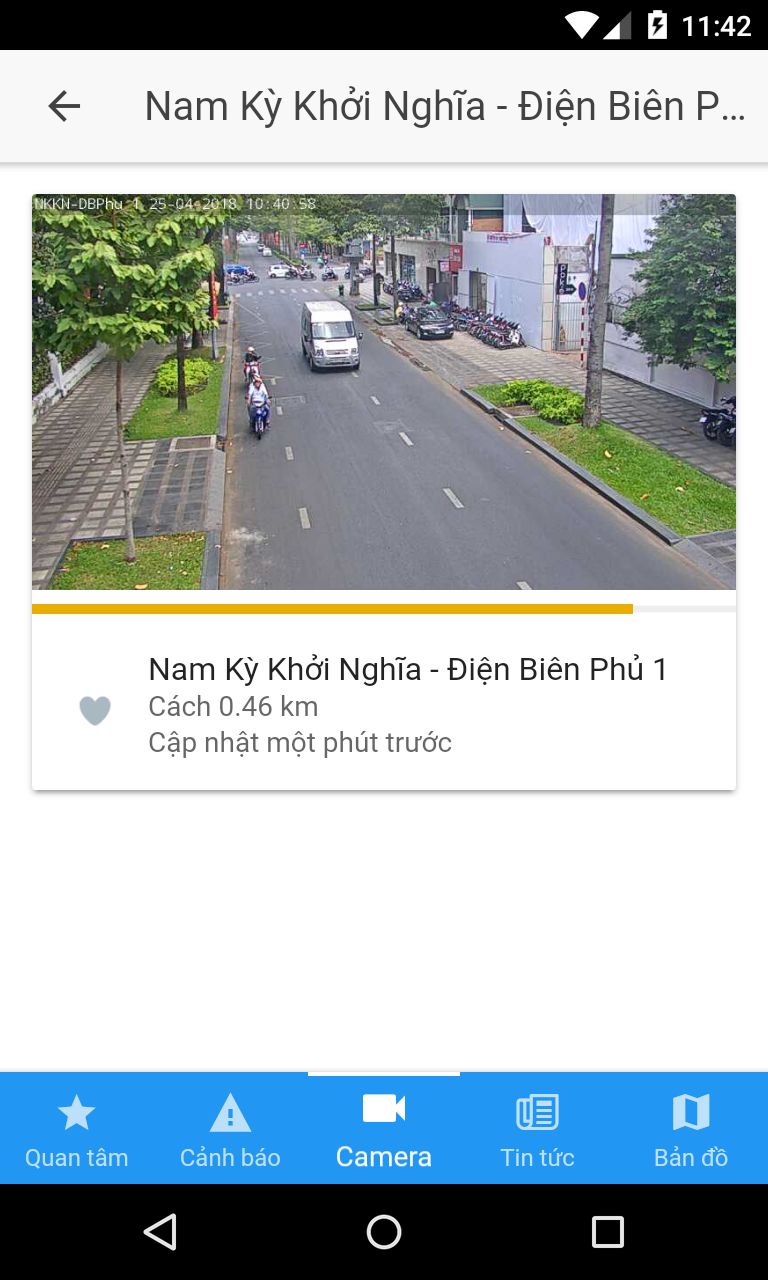 11:42
Nam Kỳ Khởi Nghĩa - Điện Biên P...
NKKN-DBPhu 1 25-04-2018 10:40:58
Nam Kỳ Khởi Nghĩa - Điện Biên Phủ 1
Cách 0.46 km
Cập nhật một phút trước
Quan tâm
Cảnh báo
Camera
Tin tức
Bản đồ